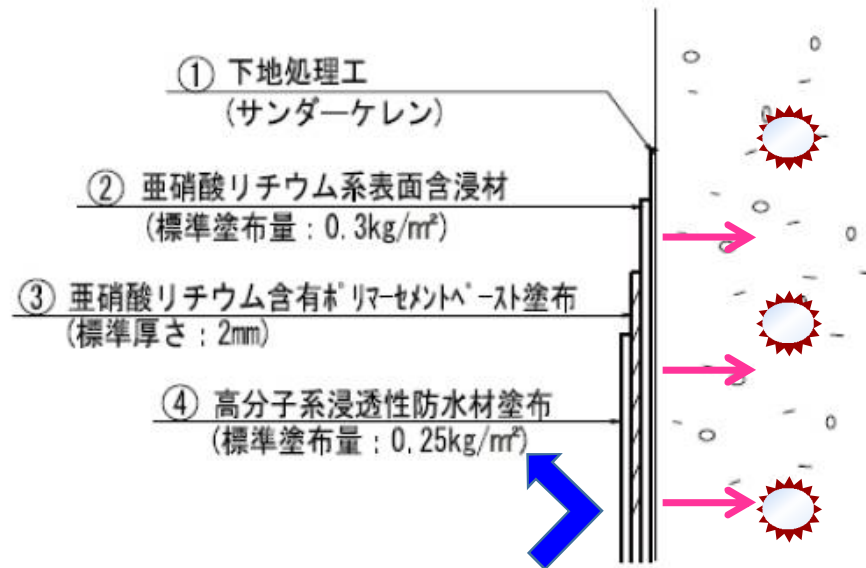 ① 下地処理工
(サンダーケレン)
② 亜硝酸リチウム系表面含浸材
(標準塗布量：0.3kg/㎡)
③ 亜硝酸リチウム含有ﾎﾟﾘﾏｰｾﾒﾝﾄﾍﾟｰｽﾄ塗布
(標準厚さ：2㎜)
④ 高分子系浸透性防水材塗布
(標準塗布量：0.25kg/㎡)